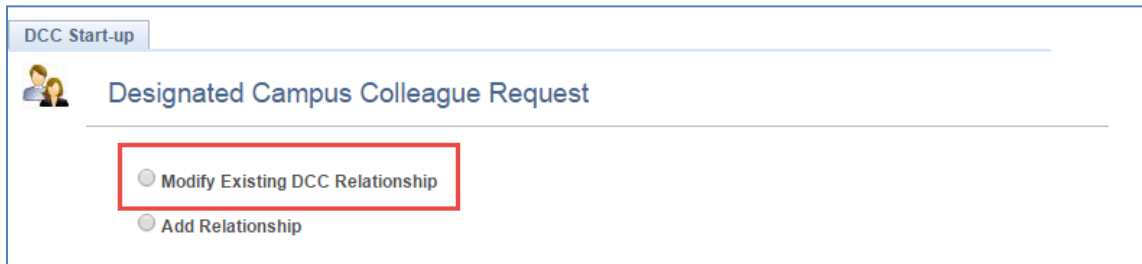 DCC Start-up
Designated Campus Colleague Request
Modify Existing DCC Relationship
Add Relationship